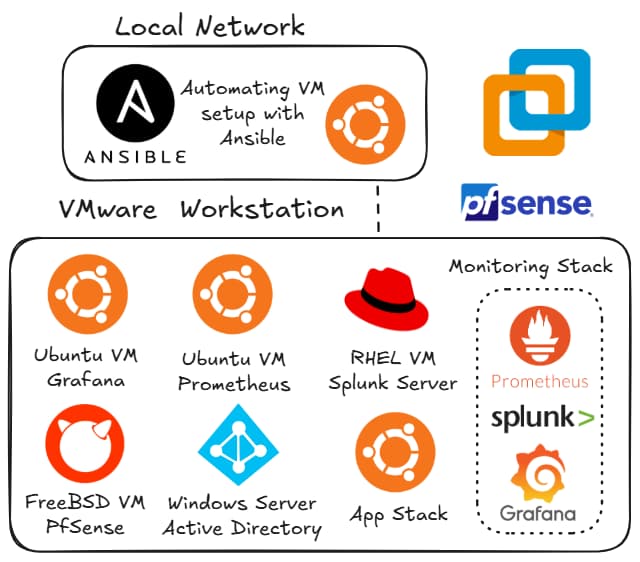 Local Network
Automating VM
setup with
Ansible
ANSIBLE
pfsense
VMware Workstation
Monitoring Stack
Ubuntu VM
Grafana
Ubuntu VM
Prometheus
RHEL VM
Splunk Server
Prometheus
splunk>
FreeBSD VM
PfSense
Windows Server
Active Directory
App Stack
Grafana